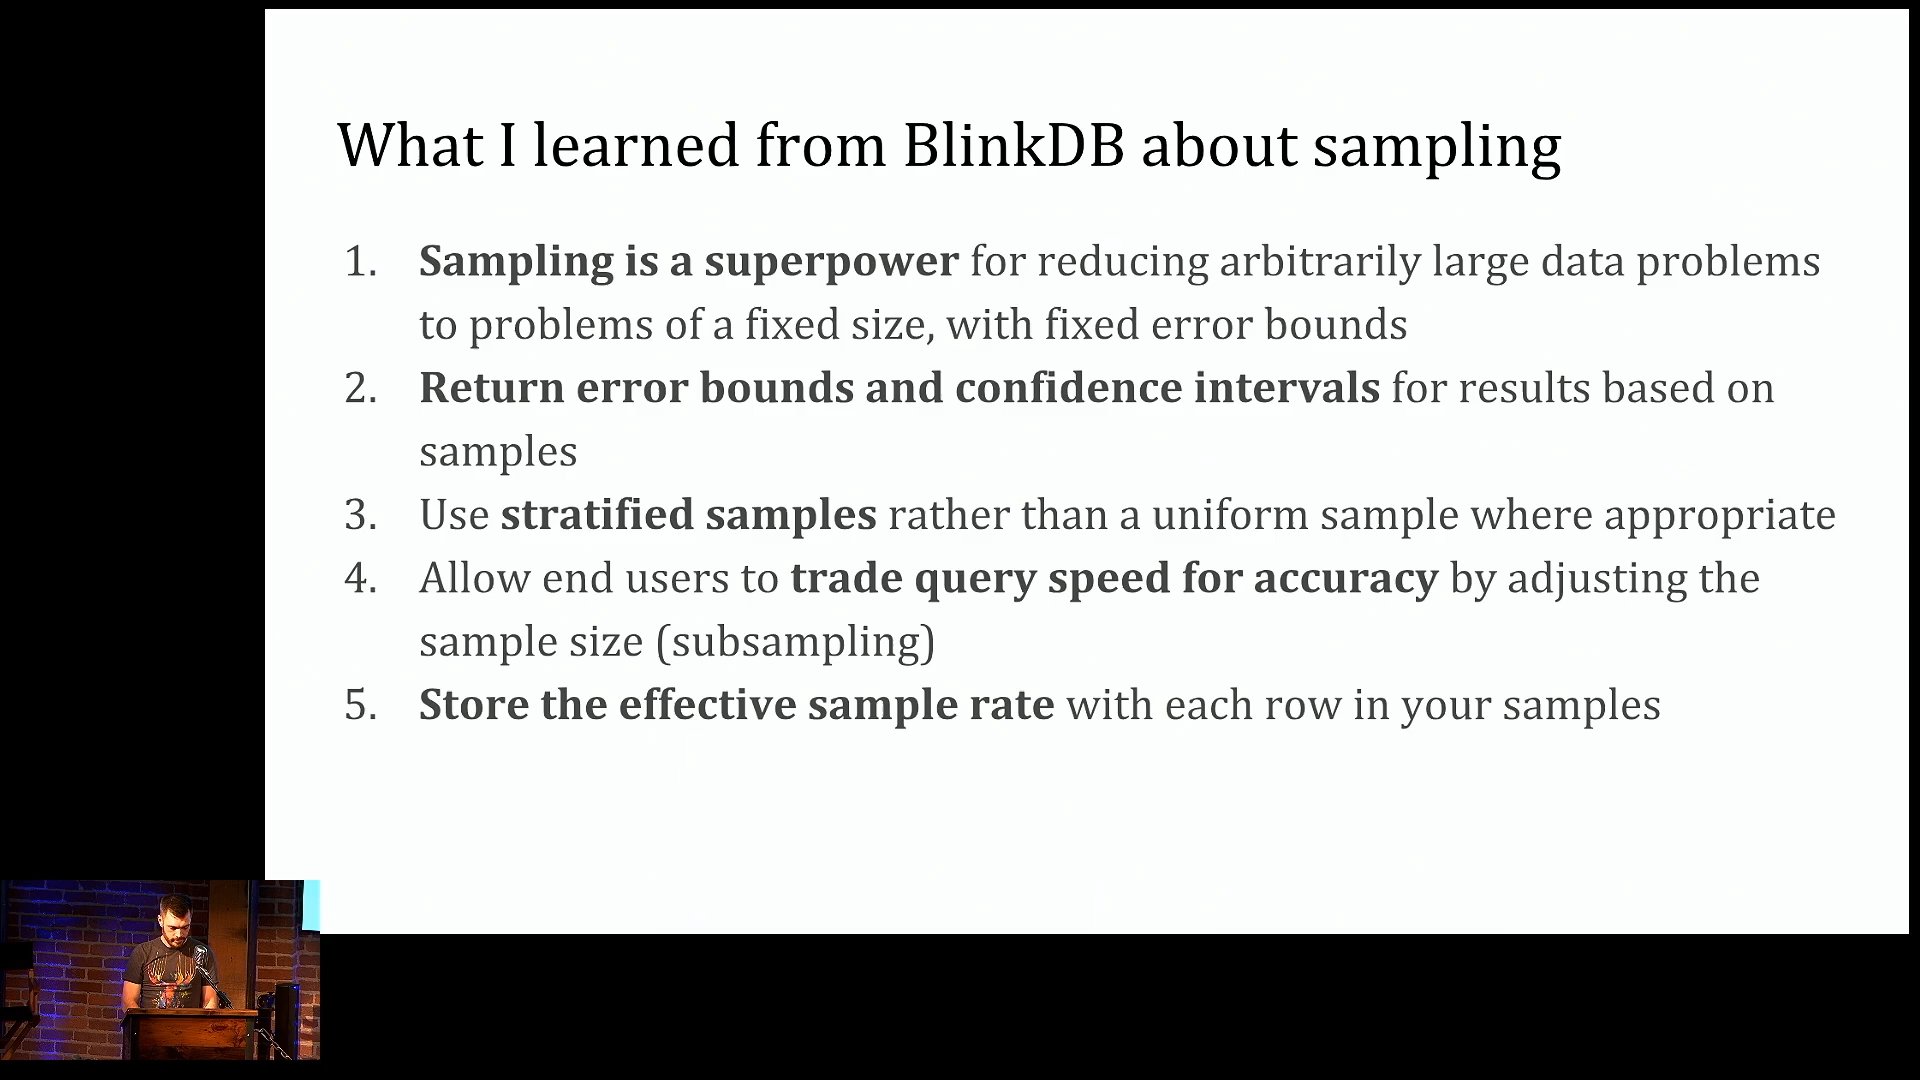 What I learned from BlinkDB about sampling
1. Sampling is a superpower for reducing arbitrarily large data problems
to problems of a fixed size, with fixed error bounds
2. Return error bounds and confidence intervals for results based on
samples
3. Use stratified samples rather than a uniform sample where appropriate
4. Allow end users to trade query speed for accuracy by adjusting the
sample size (subsampling)
5. Store the effective sample rate with each row in your samples